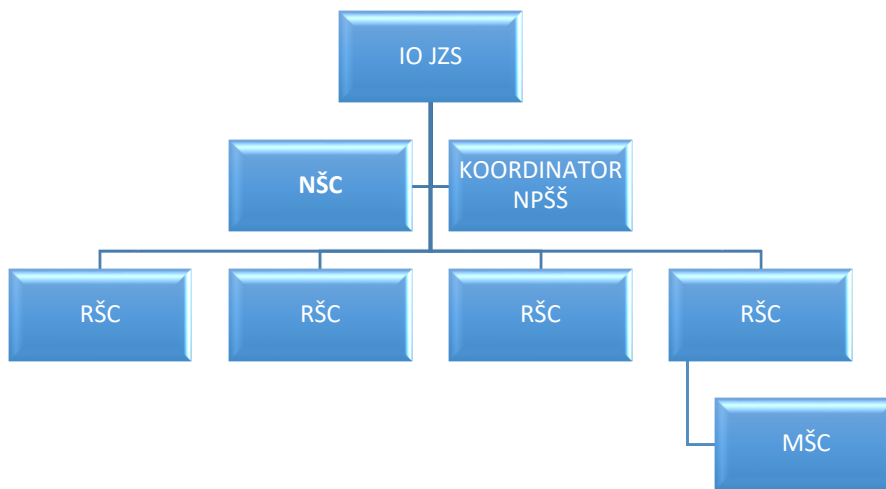 IO JZS
NŠC
KOORDINATOR
NPŠŠ
RŠC
RŠC
RŠC
RŠC
MŠC